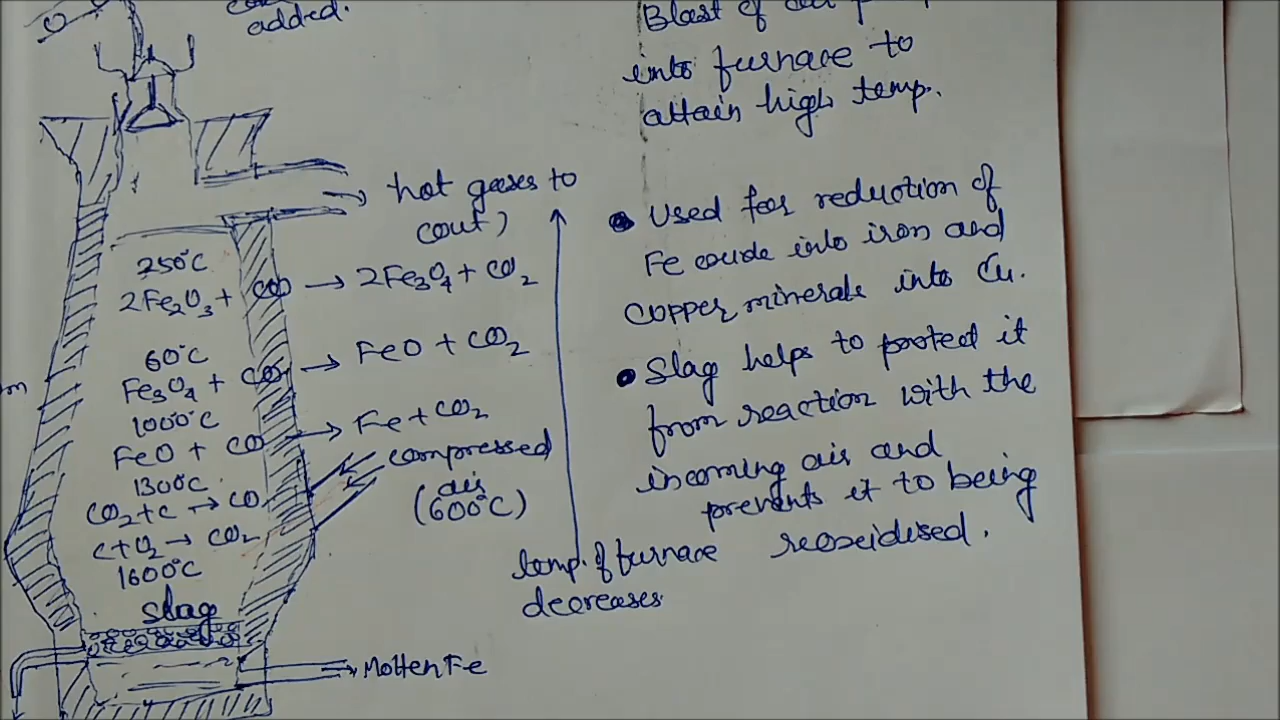 added.
Blast of air
into furnace to
attain high temp.
hot gases to
250°C
2Fe2O3 + CO → 2Fe3O4 + CO2
60°C
Fe3O4 + CO → FeO + CO2
1000°C
FeO + CO → Fe + CO2
1300°C
CO2 + C → CO
C + O2 → CO2
1600°C
Slag
compressed
air
(600°C)
Molten Fe
temp. of furnace
decreases
• Used for reduction of
Fe into iron and
copper minerals into Cu.
• Slag helps to protect it
from reaction with the
incoming air and
prevents it to being
reoxidised.